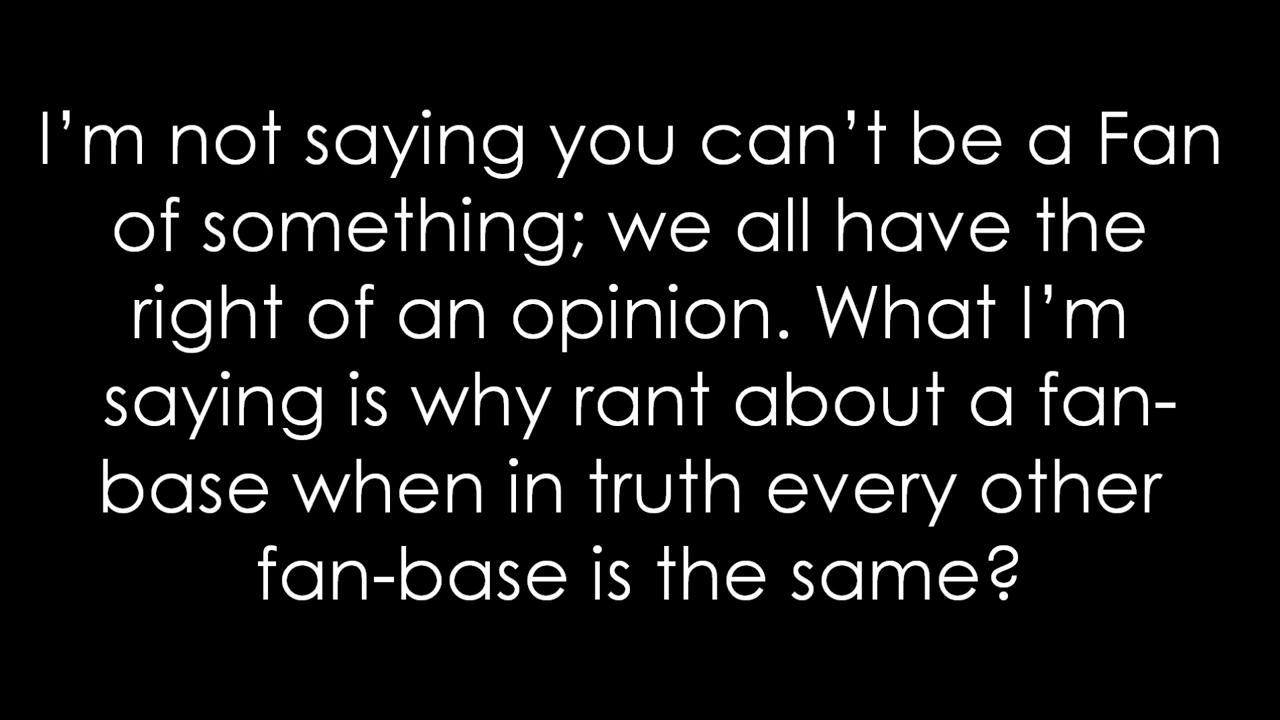 I’m not saying you can’t be a Fan
of something; we all have the
right of an opinion. What I’m
saying is why rant about a fan-
base when in truth every other
fan-base is the same?